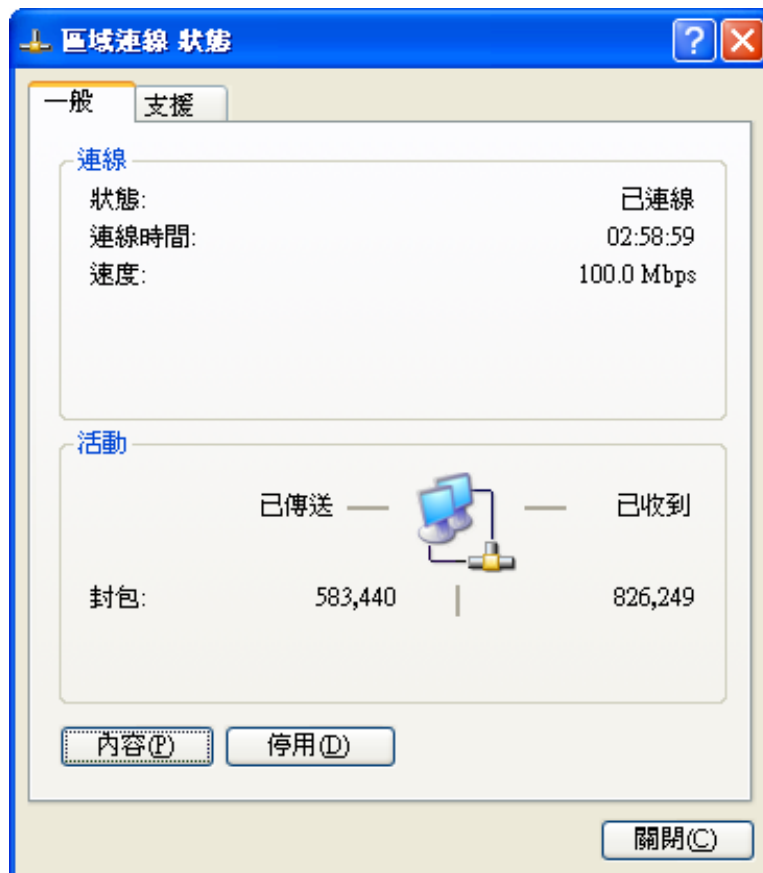 區域連線 狀態
一般 支援
連線
狀態: 已連線
連線時間: 02:58:59
速度: 100.0 Mbps
活動
已傳送 已收到
封包: 583,440 826,249
內容(P) 停用(D)
關閉(C)